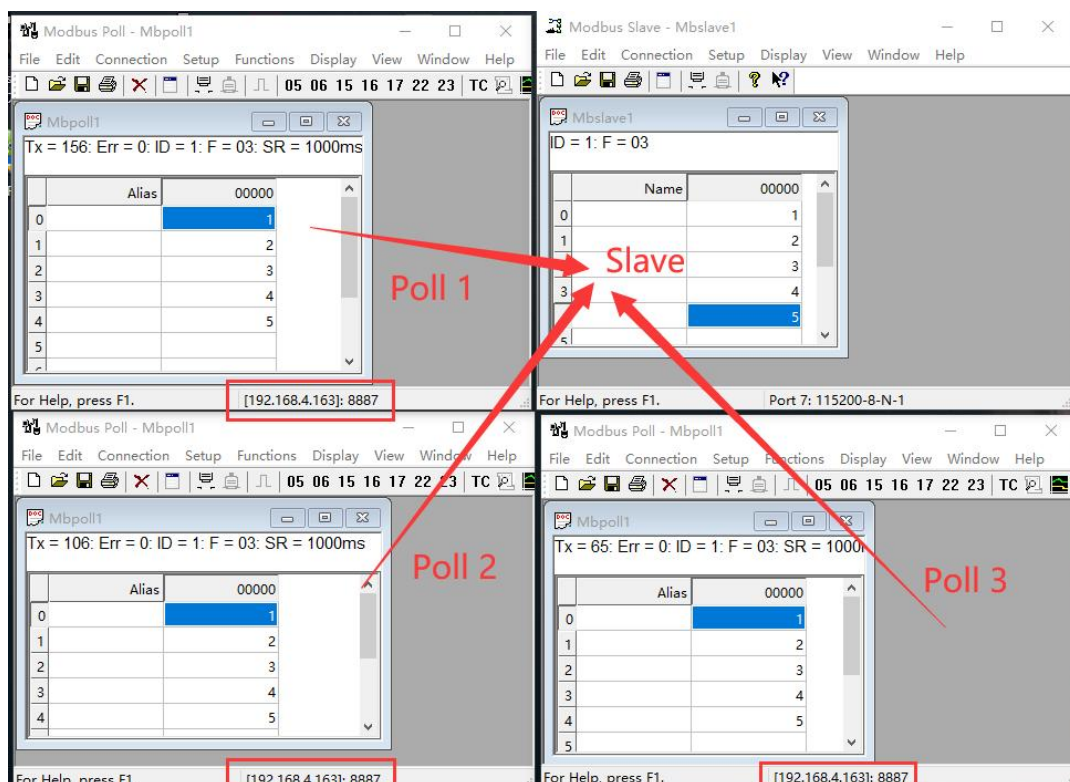 Modbus Poll - Mbpoll1
File Edit Connection Setup Functions Display View Window Help
05 06 15 16 17 22 23 TC
Mbpoll1
Tx = 156: Err = 0: ID = 1: F = 03: SR = 1000ms
Alias 00000
0 1
1 2
2 3
3 4
4 5
5
Poll 1
For Help, press F1. [192.168.4.163]: 8887
Modbus Slave - Mbslave1
File Edit Connection Setup Display View Window Help
Mbslave1
ID = 1: F = 03
Name 00000
0 1
1 2
3
3 4
5
5
Slave
For Help, press F1. Port 7: 115200-8-N-1
Modbus Poll - Mbpoll1
File Edit Connection Setup Functions Display View Window Help
05 06 15 16 17 22 23 TC
Mbpoll1
Tx = 106: Err = 0: ID = 1: F = 03: SR = 1000ms
Alias 00000
0 1
1 2
2 3
3 4
4 5
Poll 2
For Help, press F1. [192.168.4.163]: 8887
Modbus Poll - Mbpoll1
File Edit Connection Setup Functions Display View Window Help
05 06 15 16 17 22 23 TC
Mbpoll1
Tx = 65: Err = 0: ID = 1: F = 03: SR = 1000
Alias 00000
0 1
1 2
2 3
3 4
4 5
5
Poll 3
For Help, press F1. [192.168.4.163]: 8887